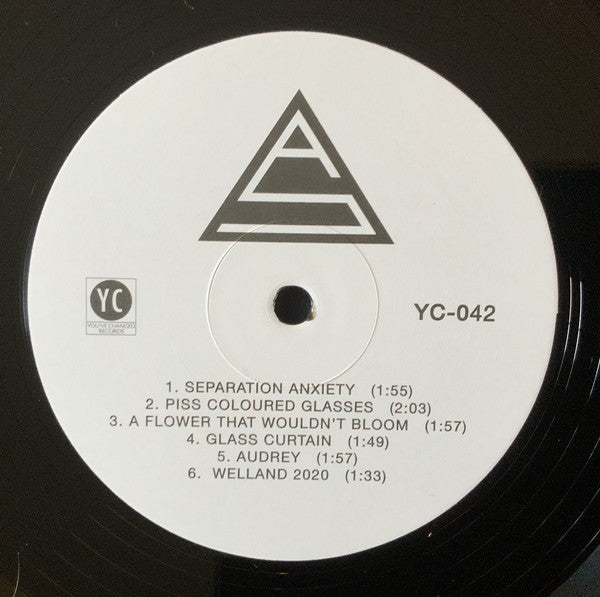 YC
YOU'VE CHANGED
RECORDS
YC-042
1. SEPARATION ANXIETY (1:55)
2. PISS COLOURED GLASSES (2:03)
3. A FLOWER THAT WOULDN'T BLOOM (1:57)
4. GLASS CURTAIN (1:49)
5. AUDREY (1:57)
6. WELLAND 2020 (1:33)